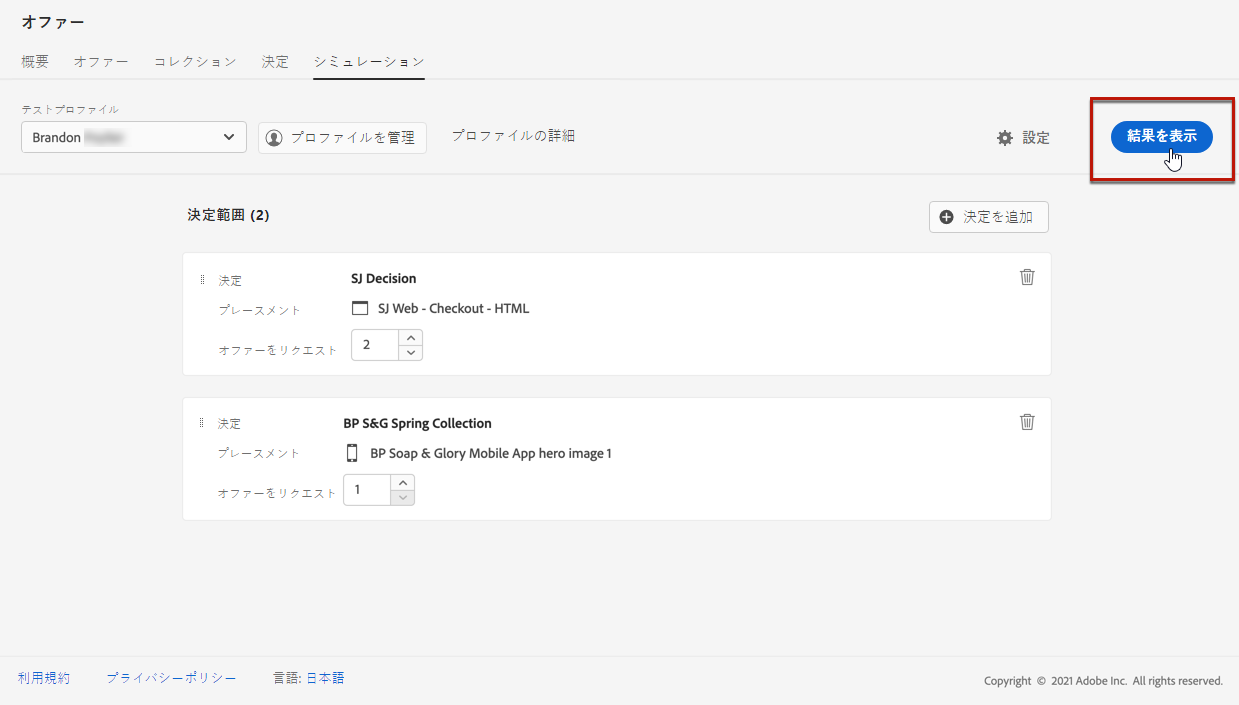 オファー
概要 オファー コレクション 決定 シミュレーション
テストプロファイル
Brandon
プロファイルを管理
プロファイルの詳細
設定
結果を表示
決定範囲 (2)
決定を追加
決定 SJ Decision
プレースメント SJ Web - Checkout - HTML
オファーをリクエスト 2
決定 BP S&G Spring Collection
プレースメント BP Soap & Glory Mobile App hero image 1
オファーをリクエスト 1
利用規約 プライバシーポリシー 言語: 日本語
Copyright © 2021 Adobe Inc. All rights reserved.